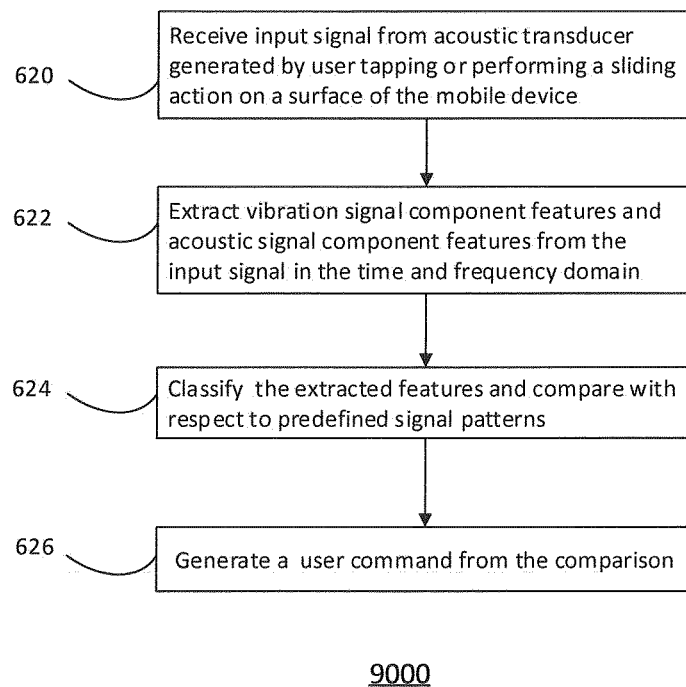 620
Receive input signal from acoustic transducer
generated by user tapping or performing a sliding
action on a surface of the mobile device
622
Extract vibration signal component features and
acoustic signal component features from the
input signal in the time and frequency domain
624
Classify the extracted features and compare with
respect to predefined signal patterns
626
Generate a user command from the comparison
9000